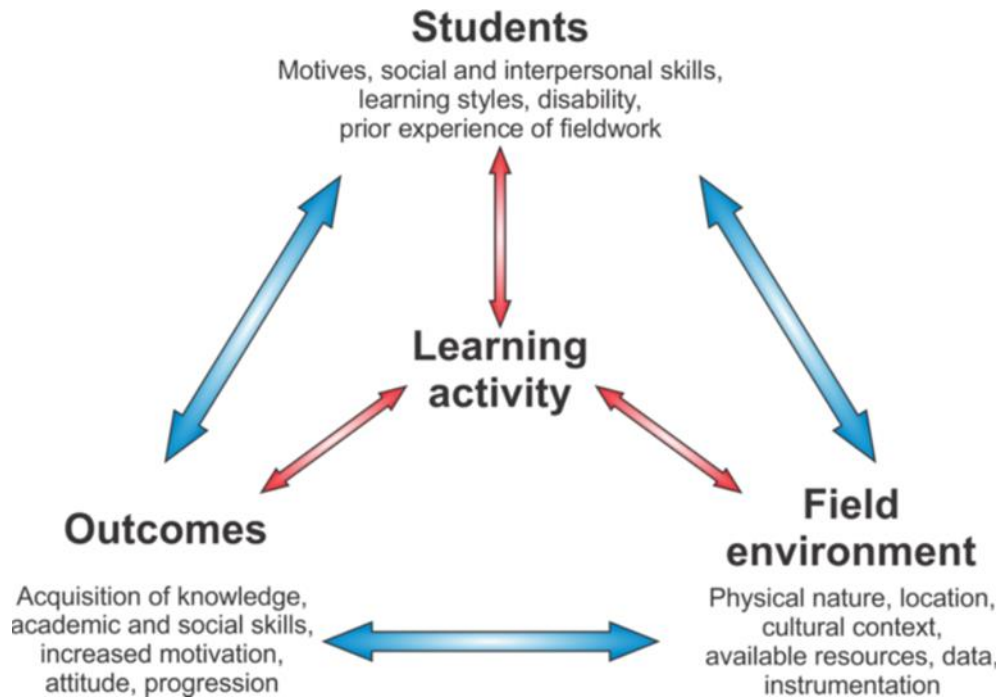 Students
Motives, social and interpersonal skills,
learning styles, disability,
prior experience of fieldwork
Learning
activity
Outcomes
Acquisition of knowledge,
academic and social skills,
increased motivation,
attitude, progression
Field
environment
Physical nature, location,
cultural context,
available resources, data,
instrumentation